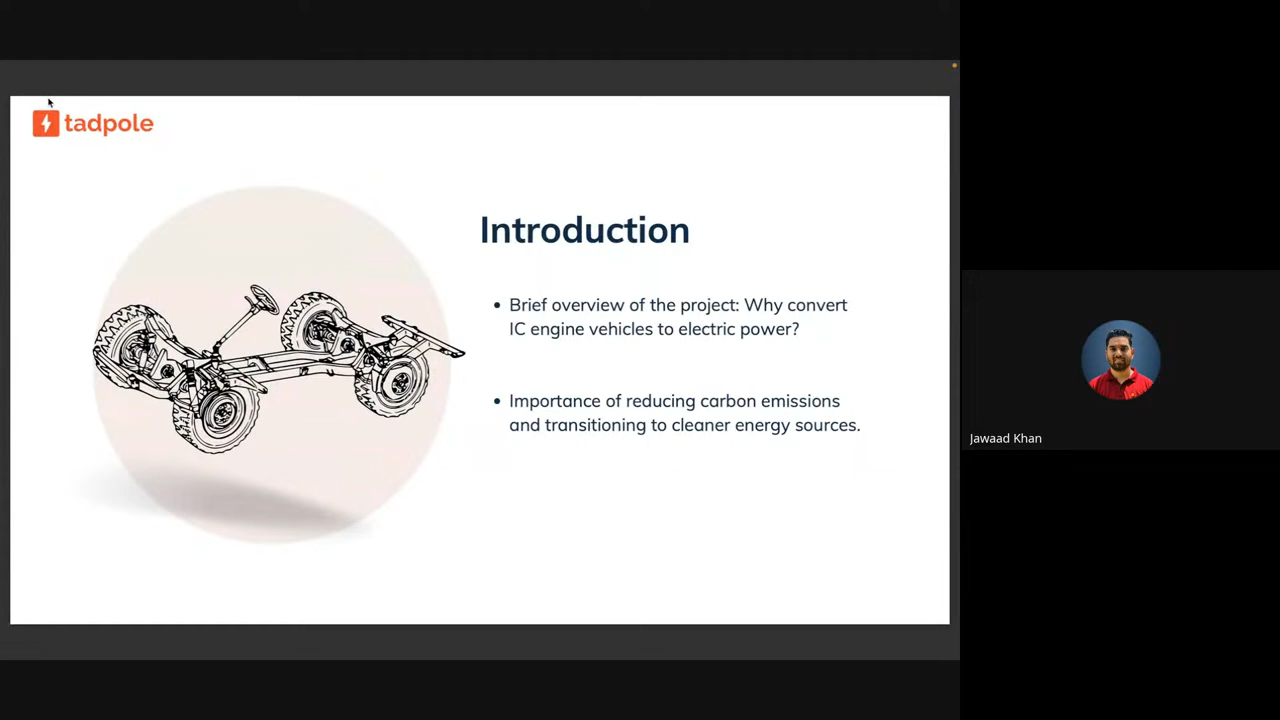 tadpole
Introduction
• Brief overview of the project: Why convert
IC engine vehicles to electric power?
• Importance of reducing carbon emissions
and transitioning to cleaner energy sources.
Jawaad Khan